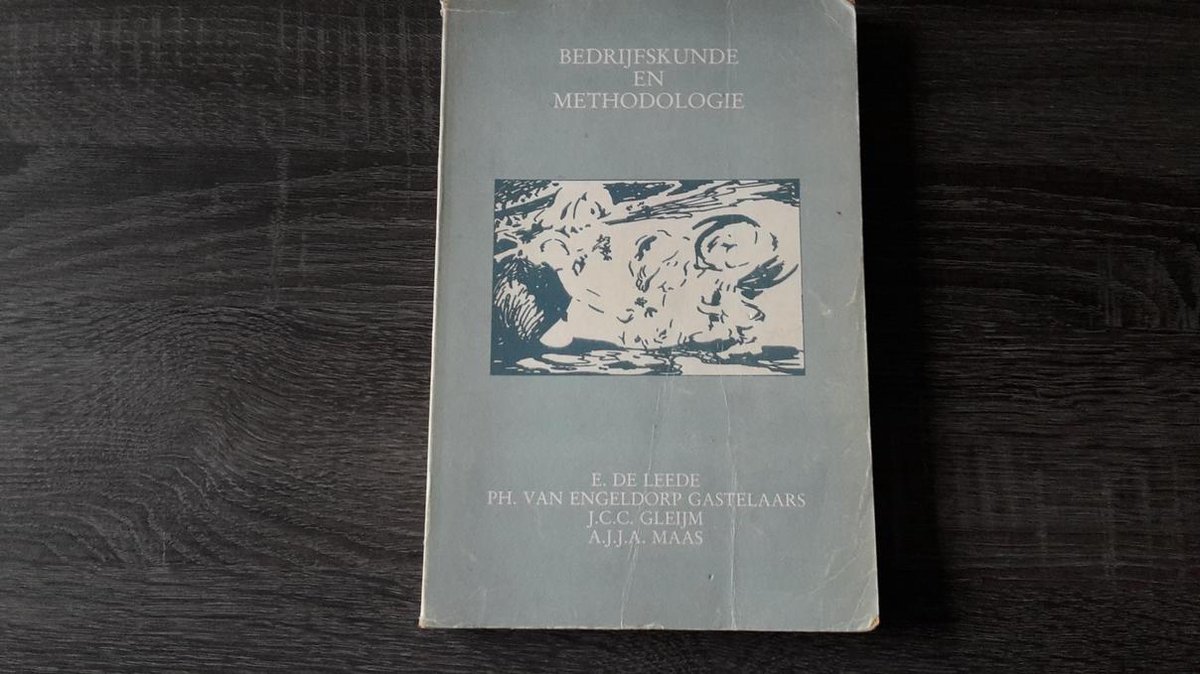 BEDRIJFSKUNDE
EN
METHODOLOGIE
E. DE LEEDE
PH. VAN ENGELDORP GASTELAARS
J.C.C. GLEIJM
A.J.J.A. MAAS